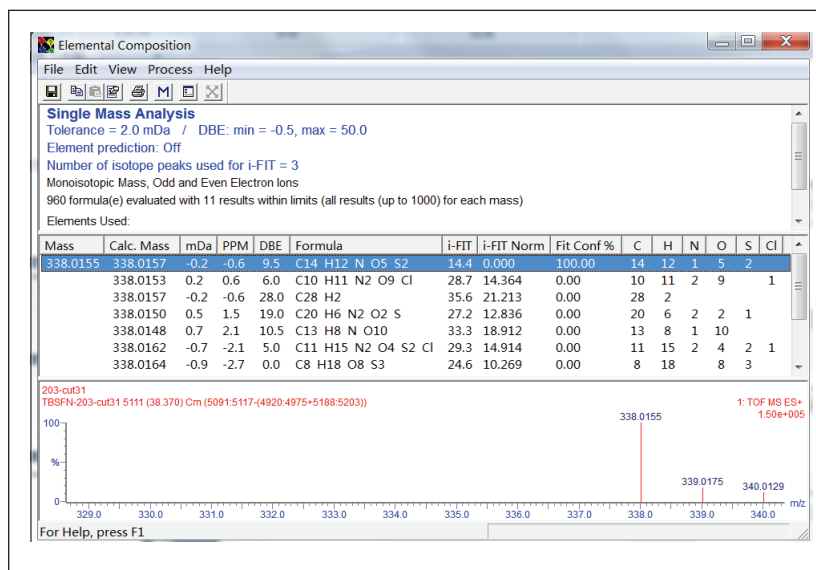 Elemental Composition
File Edit View Process Help
M
Single Mass Analysis
Tolerance = 2.0 mDa / DBE: min = -0.5, max = 50.0
Element prediction: Off
Number of isotope peaks used for i-FIT = 3
Monoisotopic Mass, Odd and Even Electron Ions
960 formula(e) evaluated with 11 results within limits (all results (up to 1000) for each mass)
Elements Used:
Mass Calc. Mass mDa PPM DBE Formula i-FIT i-FIT Norm Fit Conf % C H N O S Cl
338.0155 338.0157 -0.2 -0.6 9.5 C14 H12 N O5 S2 14.4 0.000 100.00 14 12 1 5 2
338.0153 0.2 0.6 6.0 C10 H11 N2 O9 Cl 28.7 14.364 0.00 10 11 2 9 1
338.0157 -0.2 -0.6 28.0 C28 H2 35.6 21.213 0.00 28 2
338.0150 0.5 1.5 19.0 C20 H6 N2 O2 S 27.2 12.836 0.00 20 6 2 2 1
338.0148 0.7 2.1 10.5 C13 H8 N O10 33.3 18.912 0.00 13 8 1 10
338.0162 -0.7 -2.1 5.0 C11 H15 N2 O4 S2 Cl 29.3 14.914 0.00 11 15 2 4 2 1
338.0164 -0.9 -2.7 0.0 C8 H18 O8 S3 24.6 10.269 0.00 8 18 8 3
203-cut31
TBSFN-203-cut31 5111 (38.370) Cm (5091:5117-(4920:4975+5188:5203))
1: TOF MS ES+
1.50e+005
100
%
0
338.0155
339.0175
340.0129
329.0 330.0 331.0 332.0 333.0 334.0 335.0 336.0 337.0 338.0 339.0 340.0 m/z
For Help, press F1